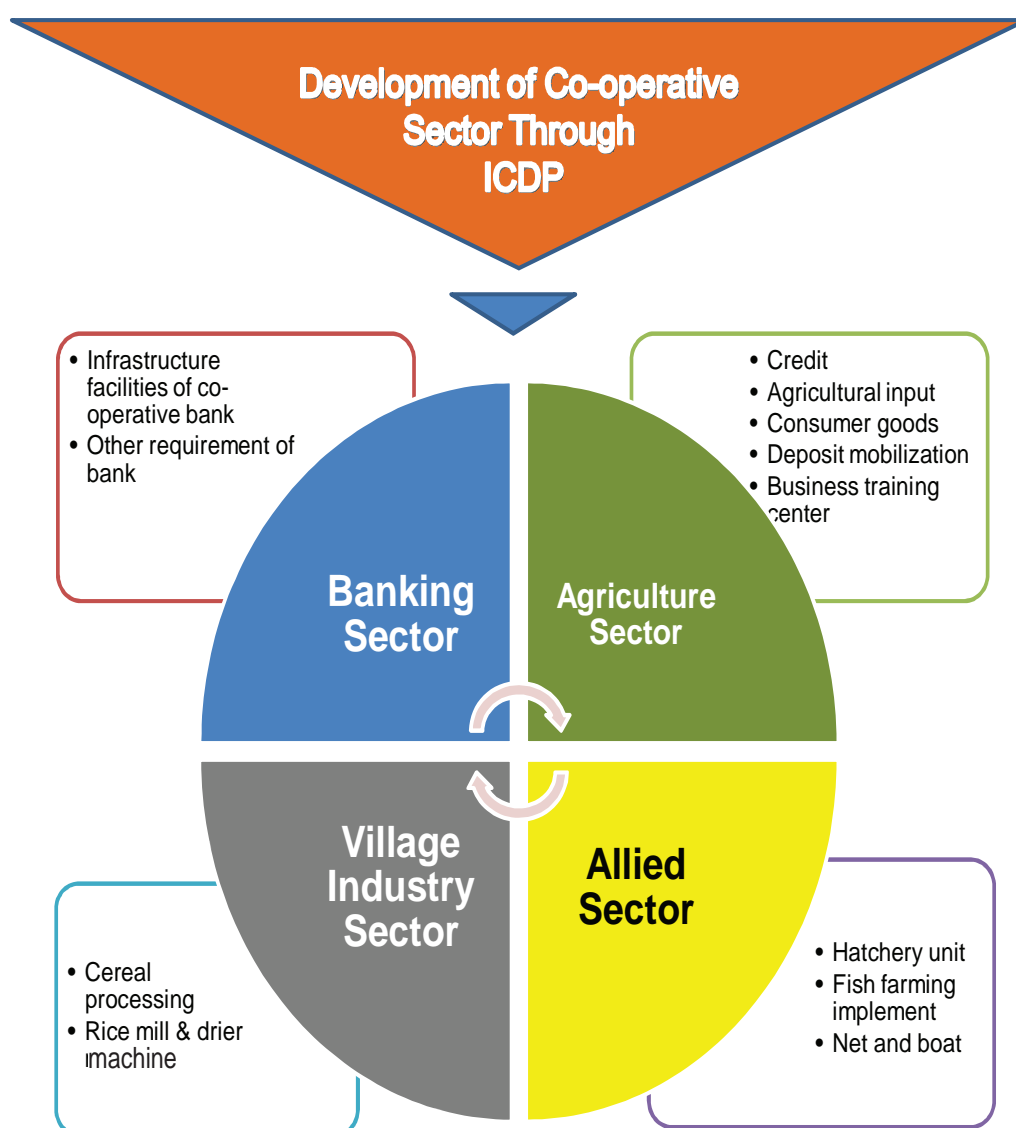 Development of Co-operative
Sector Through
ICDP
• Infrastructure
facilities of co-
operative bank
• Other requirement of
bank
• Credit
• Agricultural input
• Consumer goods
• Deposit mobilization
• Business training
center
Banking
Sector
Agriculture
Sector
Village
Industry
Sector
Allied
Sector
• Cereal
processing
• Rice mill & drier
machine
• Hatchery unit
• Fish farming
implement
• Net and boat